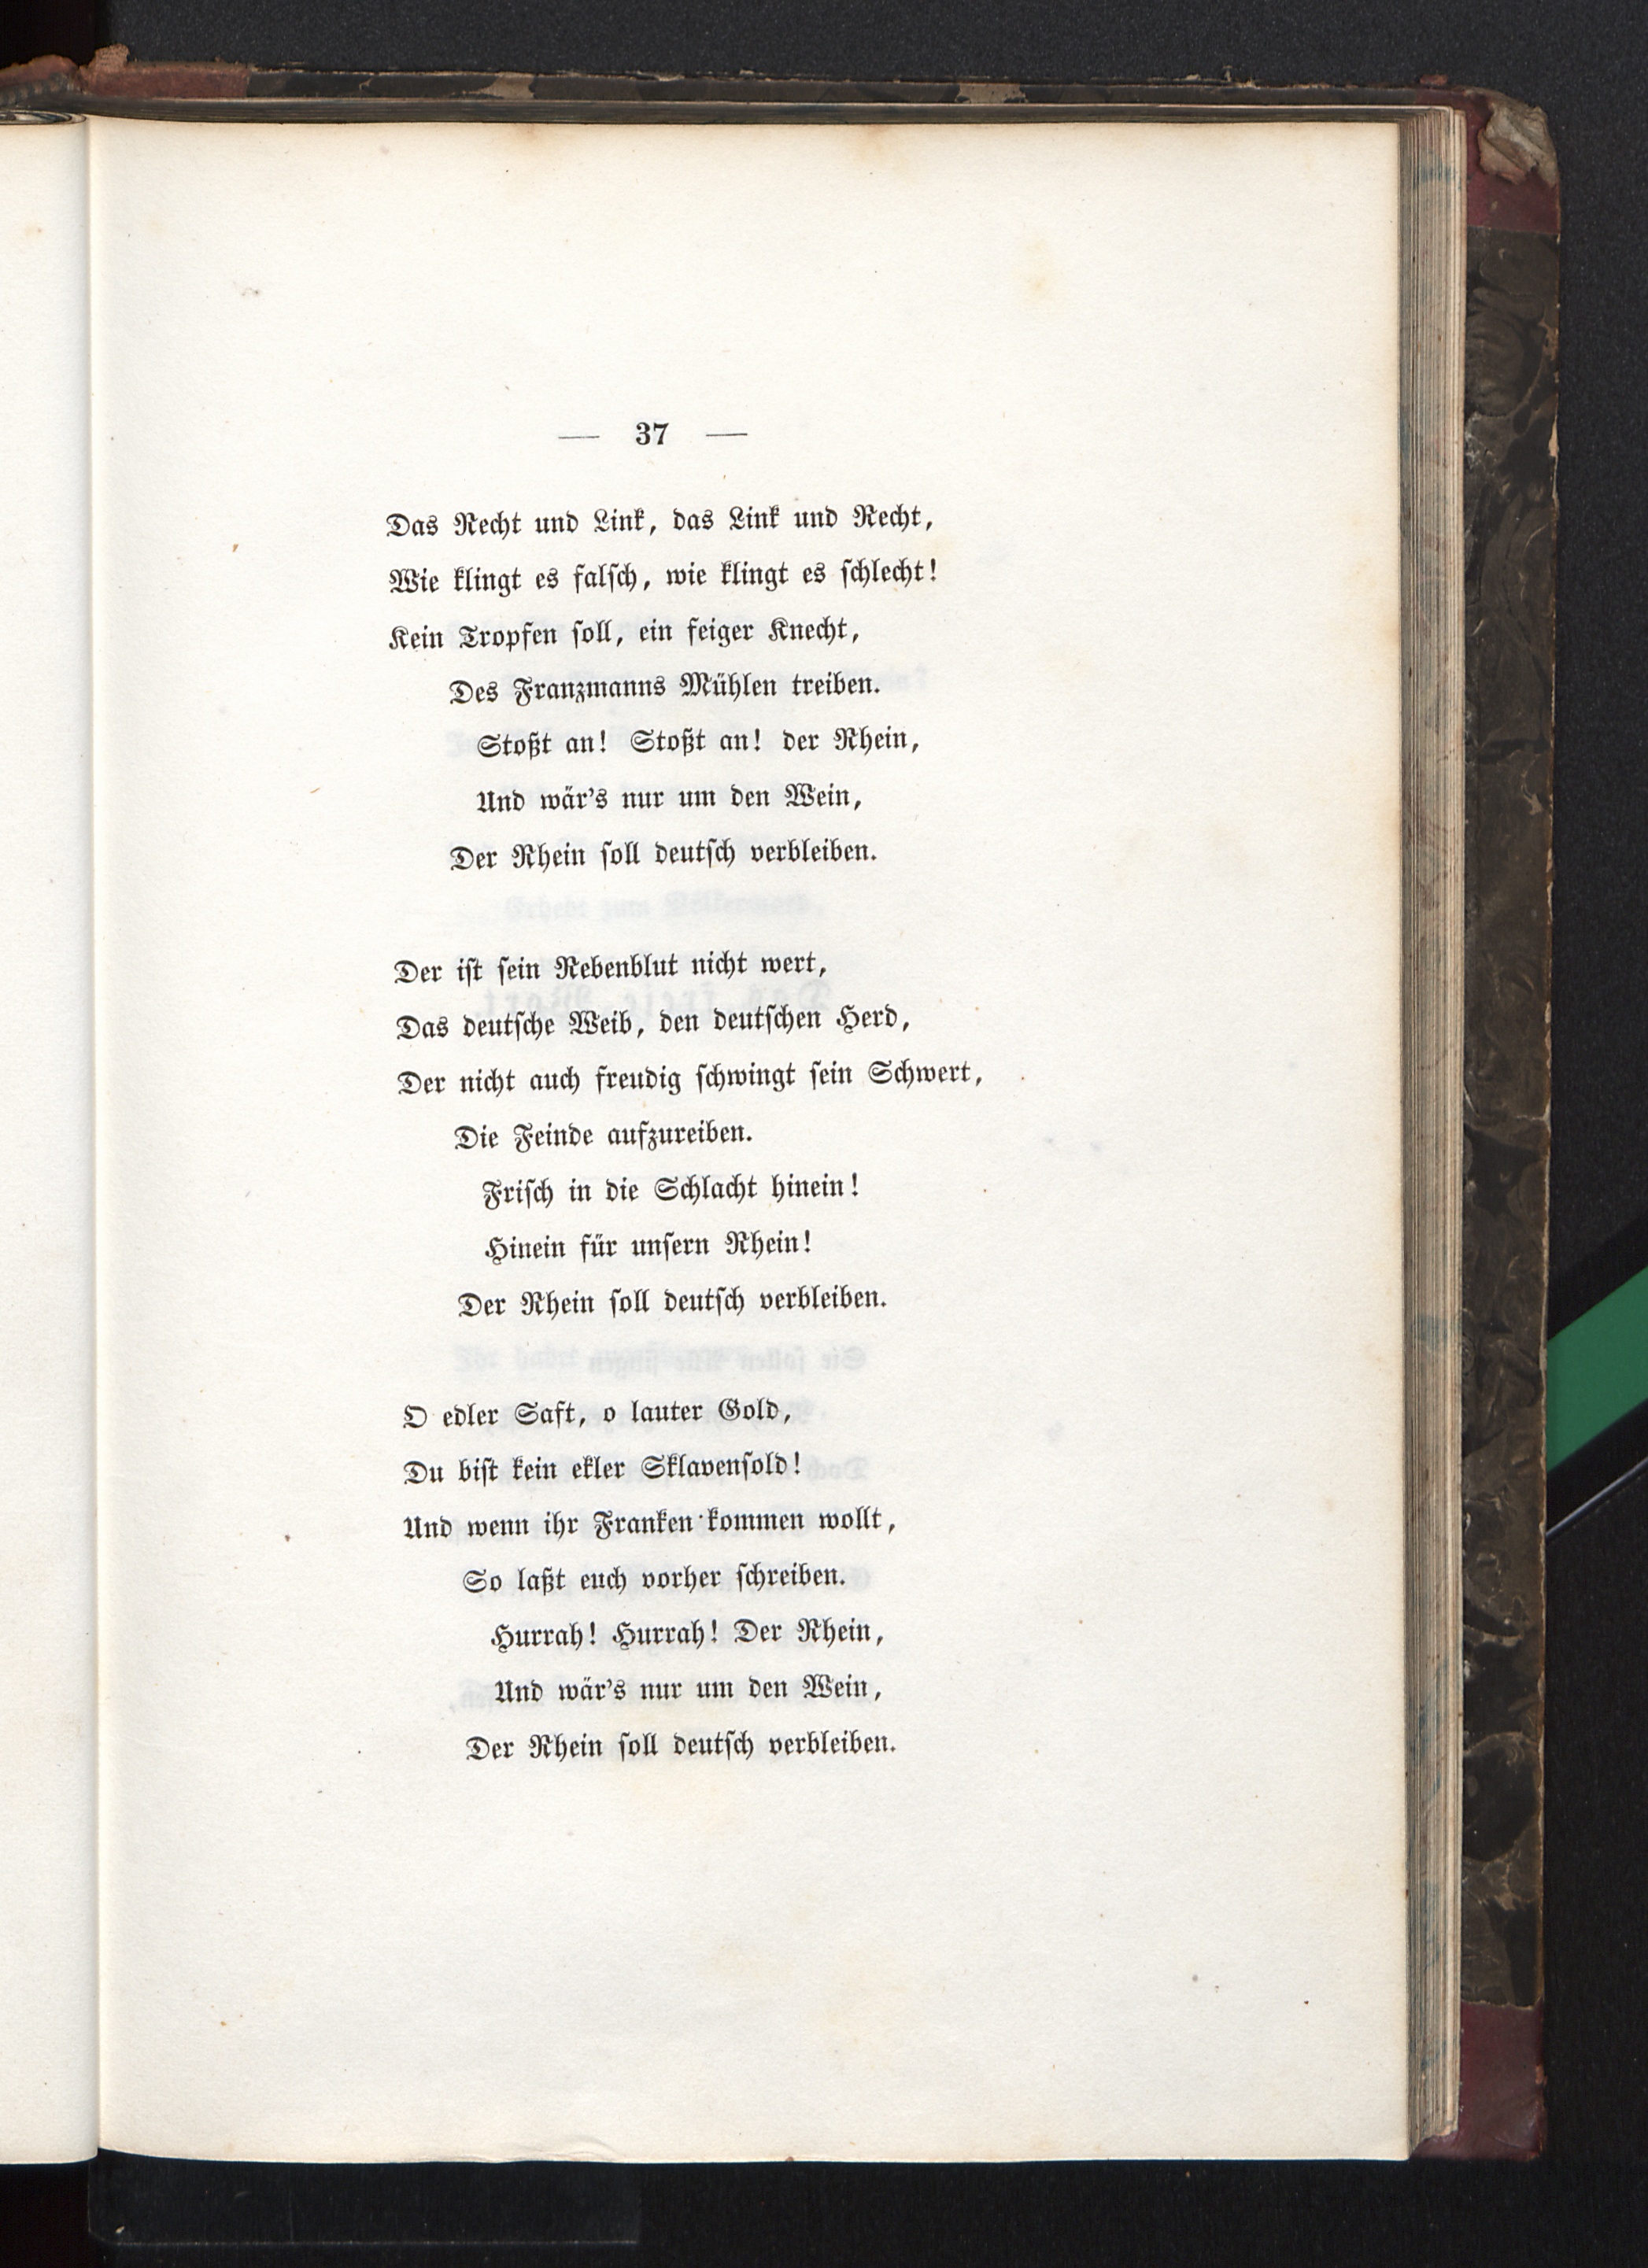 — 37 —
Das Recht und Link, das Link und Recht,
Wie klingt es falſch, wie klingt es ſchlecht!
Kein Tropfen ſoll, ein feiger Knecht,
Des Franzmanns Mühlen treiben.
Stoßt an! Stoßt an! der Rhein,
Und wär's nur um den Wein,
Der Rhein ſoll deutſch verbleiben.
Der iſt ſein Rebenblut nicht wert,
Das deutſche Weib, den deutſchen Herd,
Der nicht auch freudig ſchwingt ſein Schwert,
Die Feinde aufzureiben.
Friſch in die Schlacht hinein!
Hinein für unſern Rhein!
Der Rhein ſoll deutſch verbleiben.
O edler Saft, o lauter Gold,
Du biſt kein ekler Sklavenſold!
Und wenn ihr Franken kommen wollt,
So laßt euch vorher ſchreiben.
Hurrah! Hurrah! Der Rhein,
Und wär's nur um den Wein,
Der Rhein ſoll deutſch verbleiben.